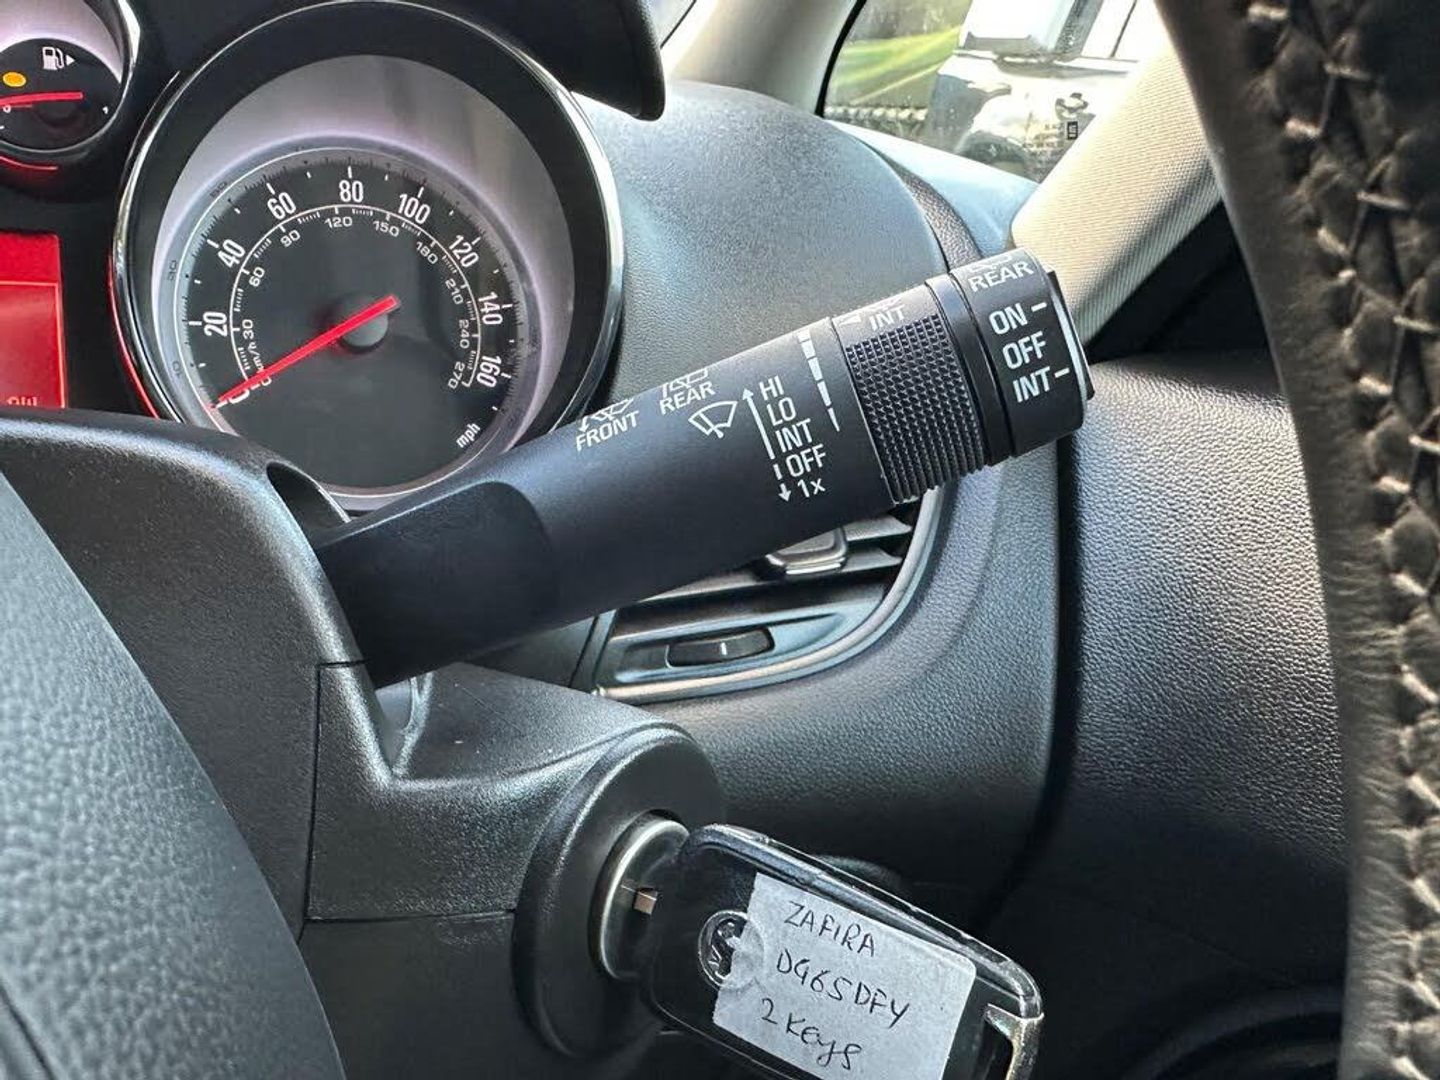 20
40
60
80
100
120
140
160
30
60
90
120
150
180
210
240
270
km/h
mph
FRONT
REAR
HI
LO
INT
OFF
1x
INT
REAR
ON
OFF
INT
ZAFIRA
DG65DFY
2 Keys